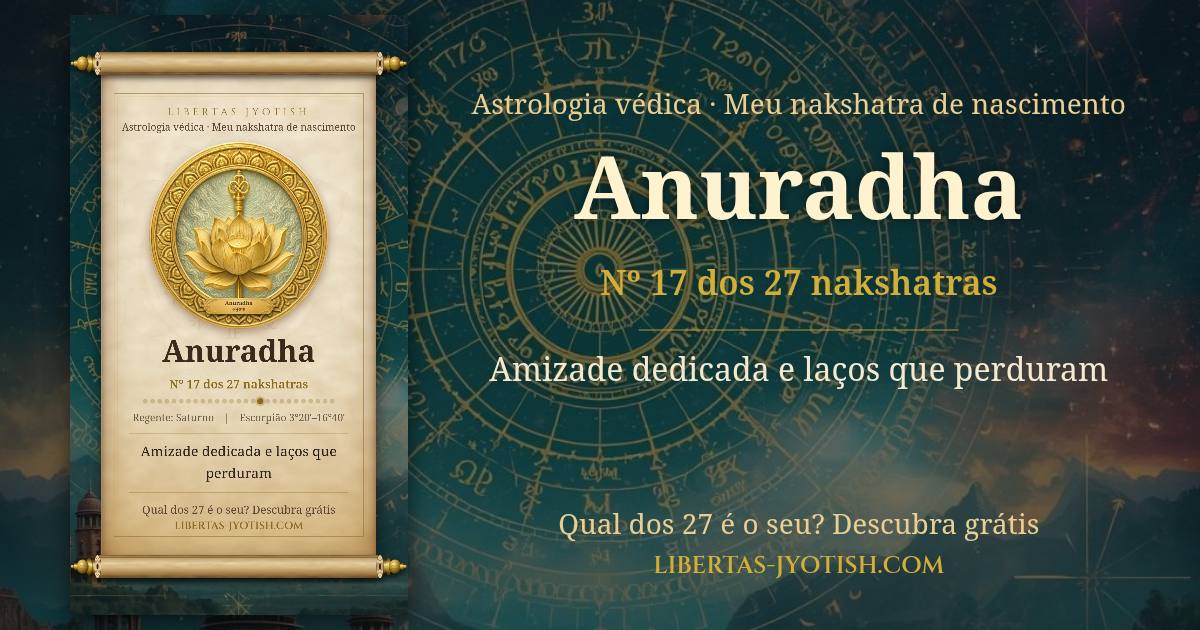 LIBERTAS JYOTISH
Astrologia védica · Meu nakshatra de nascimento
Anuradha
Anuradha
Nº 17 dos 27 nakshatras
Regente: Saturno | Escorpião 3°20'–16°40'
Amizade dedicada e laços que
perduram
Qual dos 27 é o seu? Descubra grátis
LIBERTAS-JYOTISH.COM
Astrologia védica · Meu nakshatra de nascimento
Anuradha
Nº 17 dos 27 nakshatras
Amizade dedicada e laços que perduram
Qual dos 27 é o seu? Descubra grátis
LIBERTAS-JYOTISH.COM